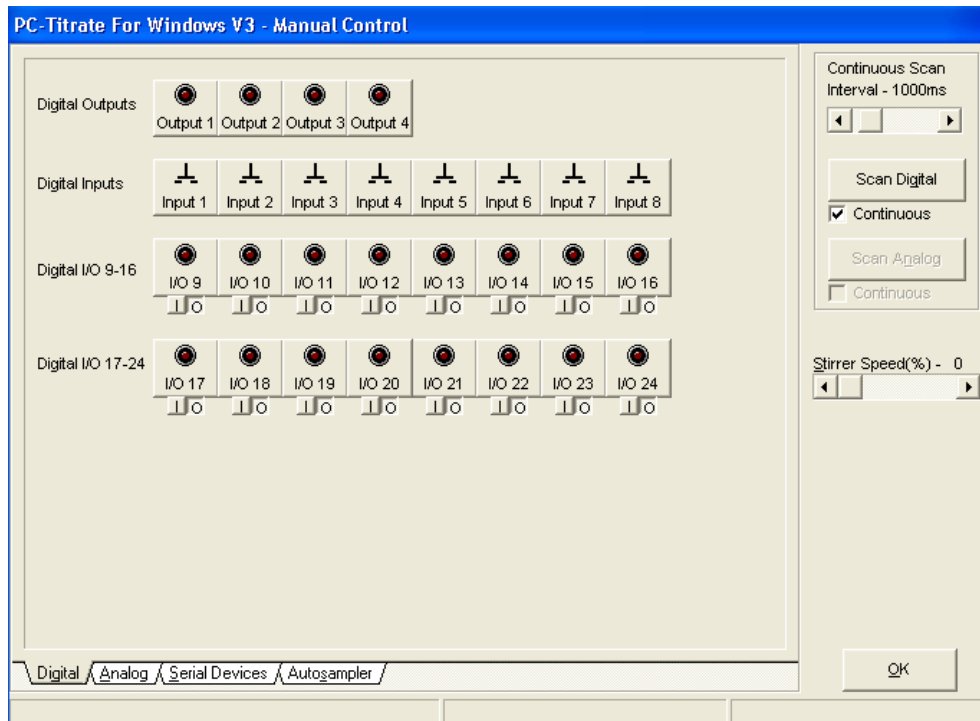 PC-Titrate For Windows V3 - Manual Control
Digital Outputs
Output 1 Output 2 Output 3 Output 4
Digital Inputs
Input 1 Input 2 Input 3 Input 4 Input 5 Input 6 Input 7 Input 8
Digital I/O 9-16
I/O 9 I/O 10 I/O 11 I/O 12 I/O 13 I/O 14 I/O 15 I/O 16
I O I O I O I O I O I O I O I O
Digital I/O 17-24
I/O 17 I/O 18 I/O 19 I/O 20 I/O 21 I/O 22 I/O 23 I/O 24
I O I O I O I O I O I O I O I O
Continuous Scan
Interval - 1000ms
Scan Digital
Continuous
Scan Analog
Continuous
Stirrer Speed(%) - 0
Digital Analog Serial Devices Autosampler
OK